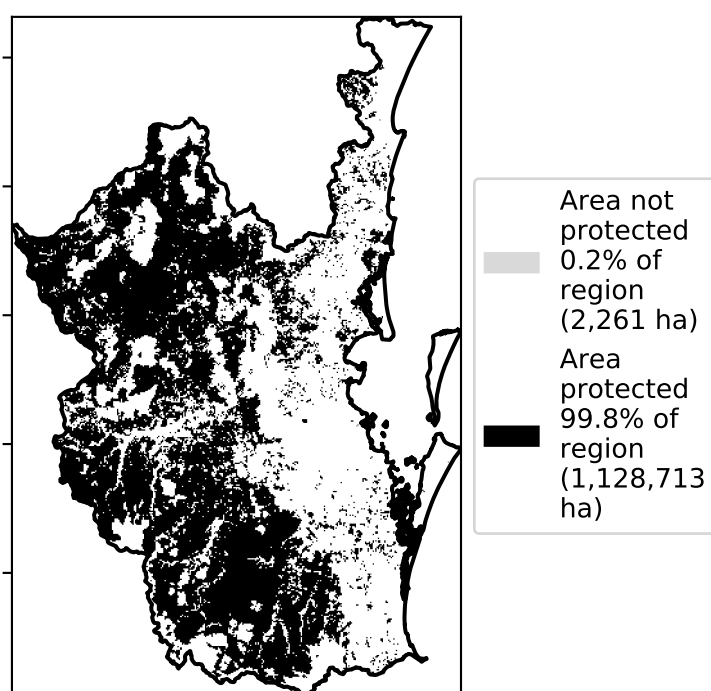 Area not
protected
0.2% of
region
(2,261 ha)
Area
protected
99.8% of
region
(1,128,713
ha)